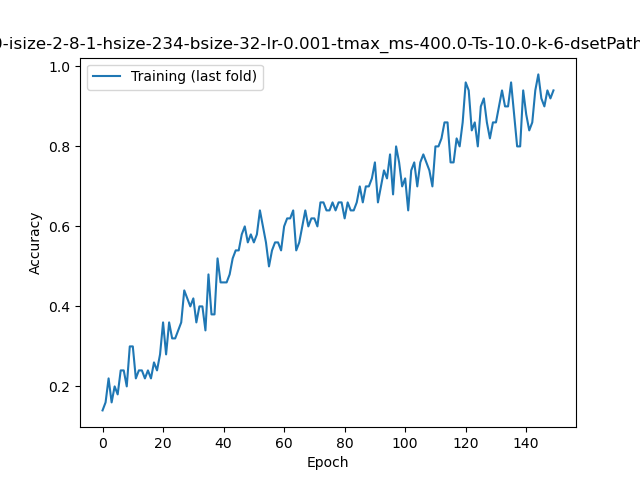 0-isize-2-8-1-hsize-234-bsize-32-lr-0.001-tmax_ms-400.0-Ts-10.0-k-6-dsetPath
Training (last fold)
1.0
0.8
0.6
0.4
0.2
Accuracy
0 20 40 60 80 100 120 140
Epoch